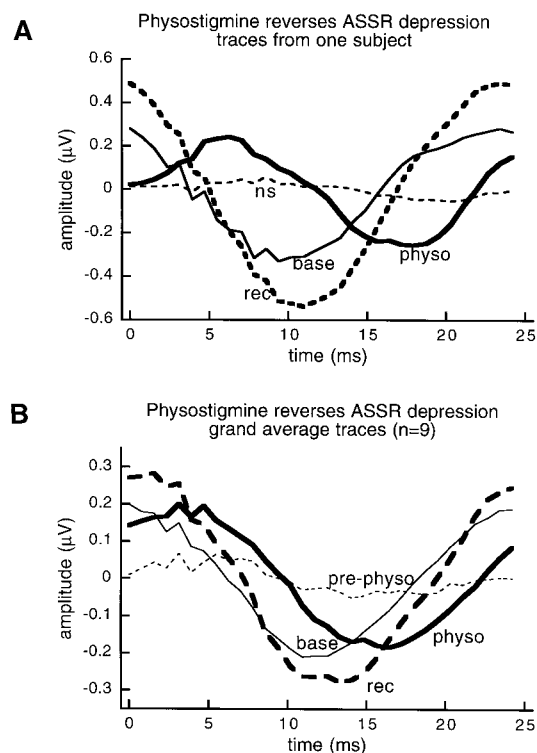 A
Physostigmine reverses ASSR depression
traces from one subject
0.6
0.4
0.2
0
-0.2
-0.4
-0.6
amplitude (µV)
ns
base
physo
rec
0
5
10
15
20
25
time (ms)
B
Physostigmine reverses ASSR depression
grand average traces (n=9)
0.3
0.2
0.1
0
-0.1
-0.2
-0.3
amplitude (µV)
pre-physo
base
physo
rec
0
5
10
15
20
25
time (ms)